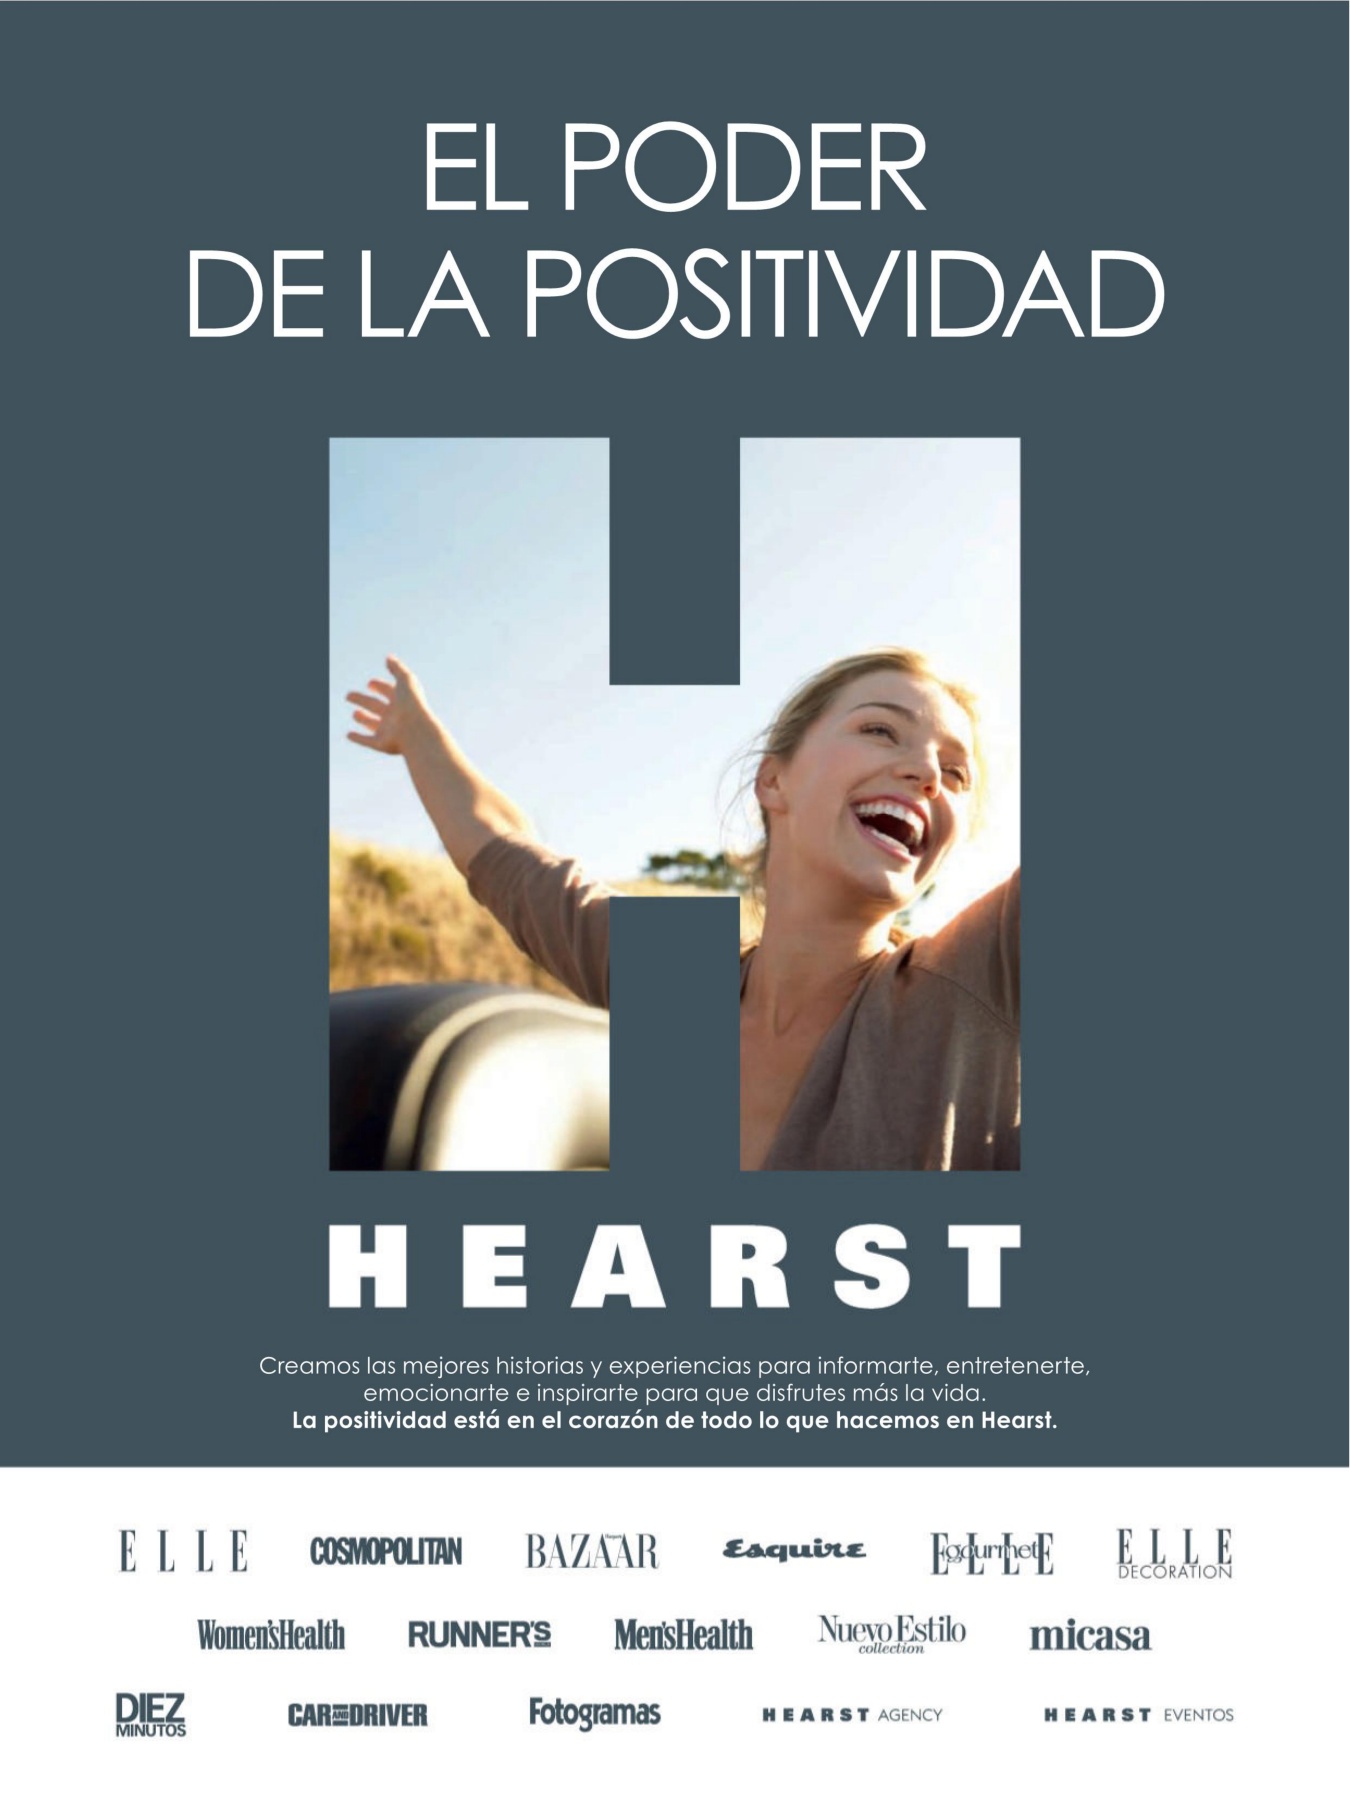 EL PODER
DE LA POSITIVIDAD
HEARST
Creamos las mejores historias y experiencias para informarte, entretenerte,
emocionarte e inspirarte para que disfrutes más la vida.
La positividad está en el corazón de todo lo que hacemos en Hearst.
ELLE COSMOPOLITAN BAZAAR Esquire ELLE gourmet ELLE DECORATION
Women'sHealth RUNNER'S Men'sHealth Nuevo Estilo collection micasa
DIEZ MINUTOS CAR AND DRIVER Fotogramas HEARST AGENCY HEARST EVENTOS